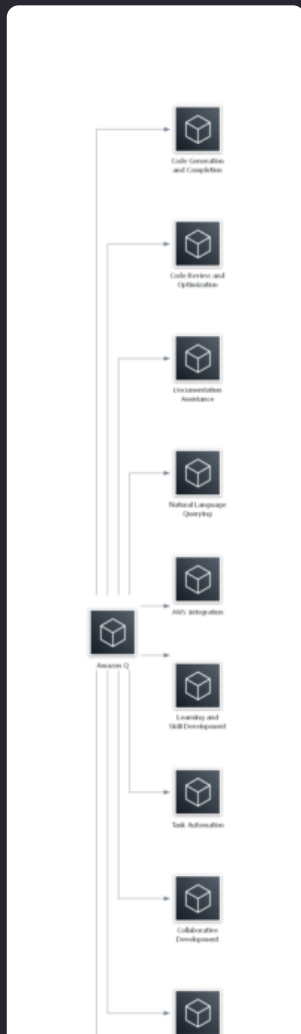 Code Generation
and Completion
Code Review and
Optimization
Documentation
Assistance
Natural Language
Querying
AWS Integration
Amazon Q
Learning and
Skill Development
Task Automation
Collaborative
Development